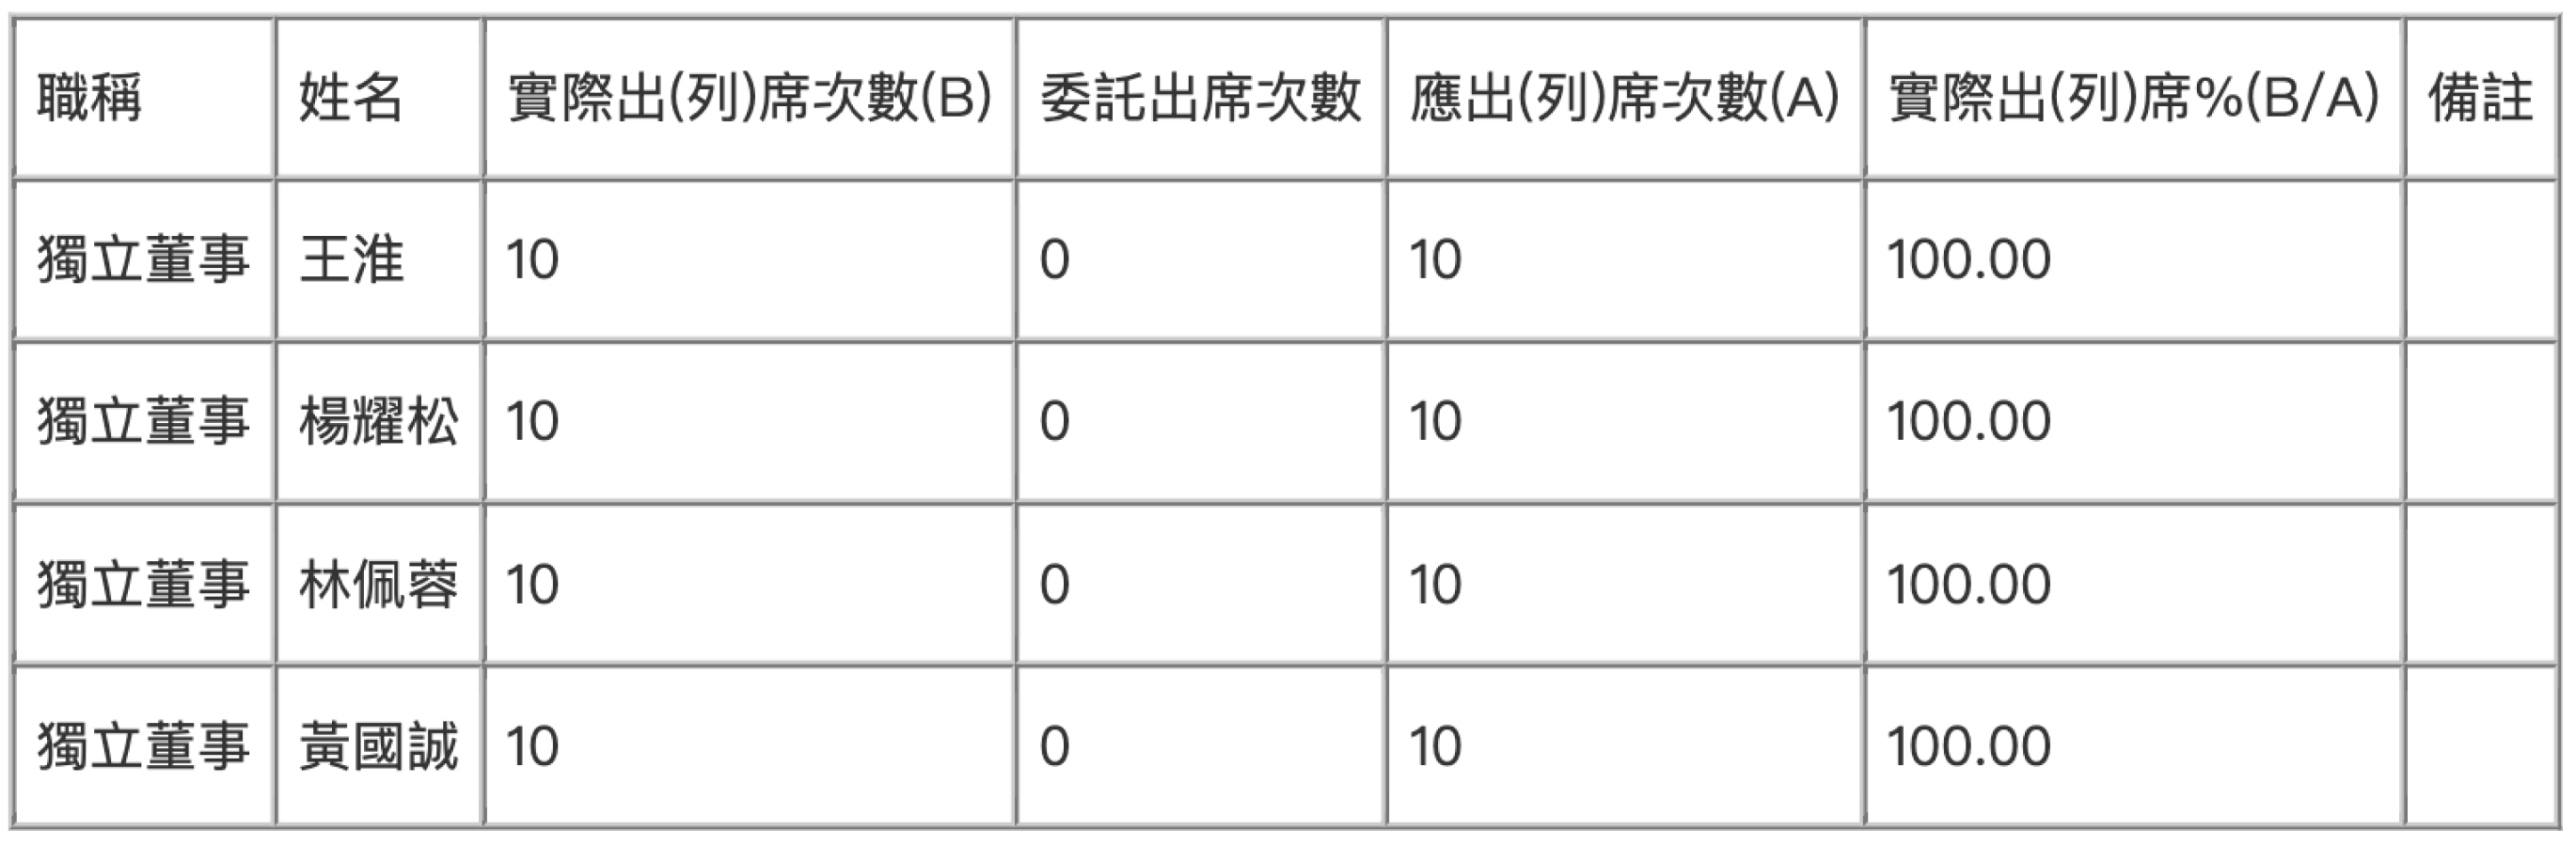 職稱 姓名 實際出(列)席次數(B) 委託出席次數 應出(列)席次數(A) 實際出(列)席%(B/A) 備註
獨立董事 王淮 10 0 10 100.00
獨立董事 楊耀松 10 0 10 100.00
獨立董事 林佩蓉 10 0 10 100.00
獨立董事 黃國誠 10 0 10 100.00